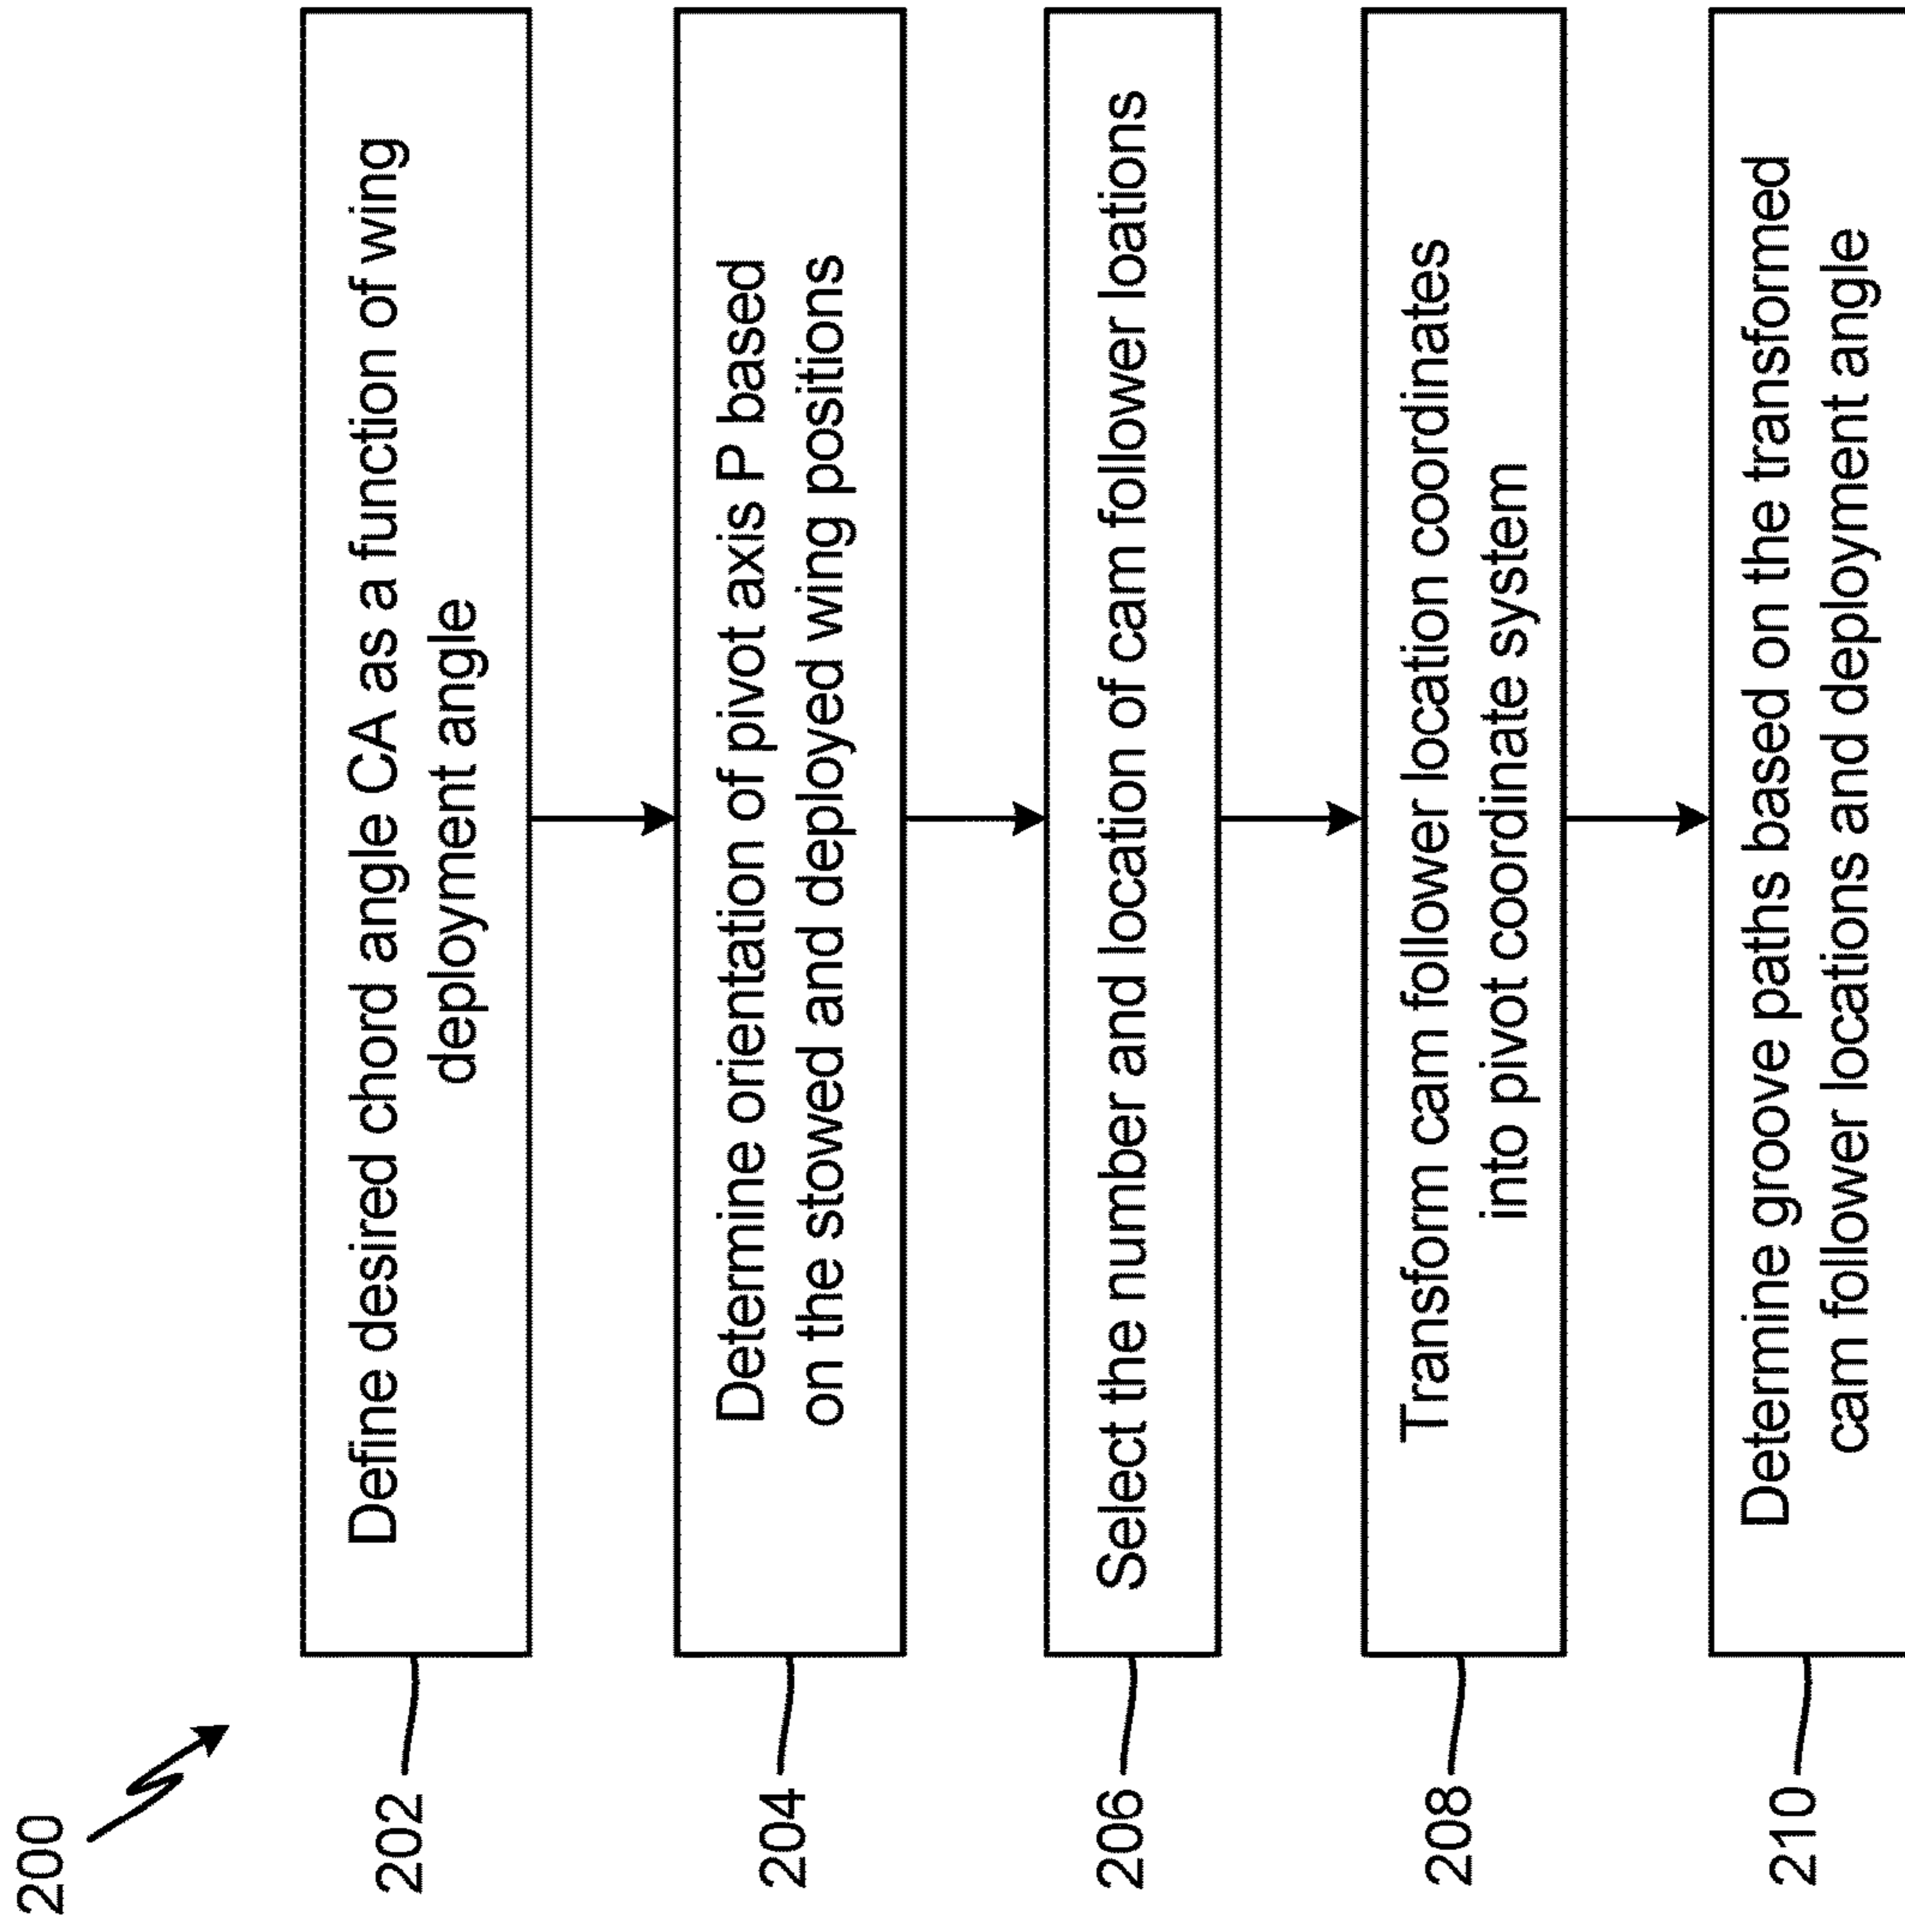 200
202
Define desired chord angle CA as a function of wing
deployment angle
204
Determine orientation of pivot axis P based
on the stowed and deployed wing positions
206
Select the number and location of cam follower loations
208
Transform cam follower location coordinates
into pivot coordinate system
210
Determine groove paths based on the transformed
cam follower locations and deployment angle